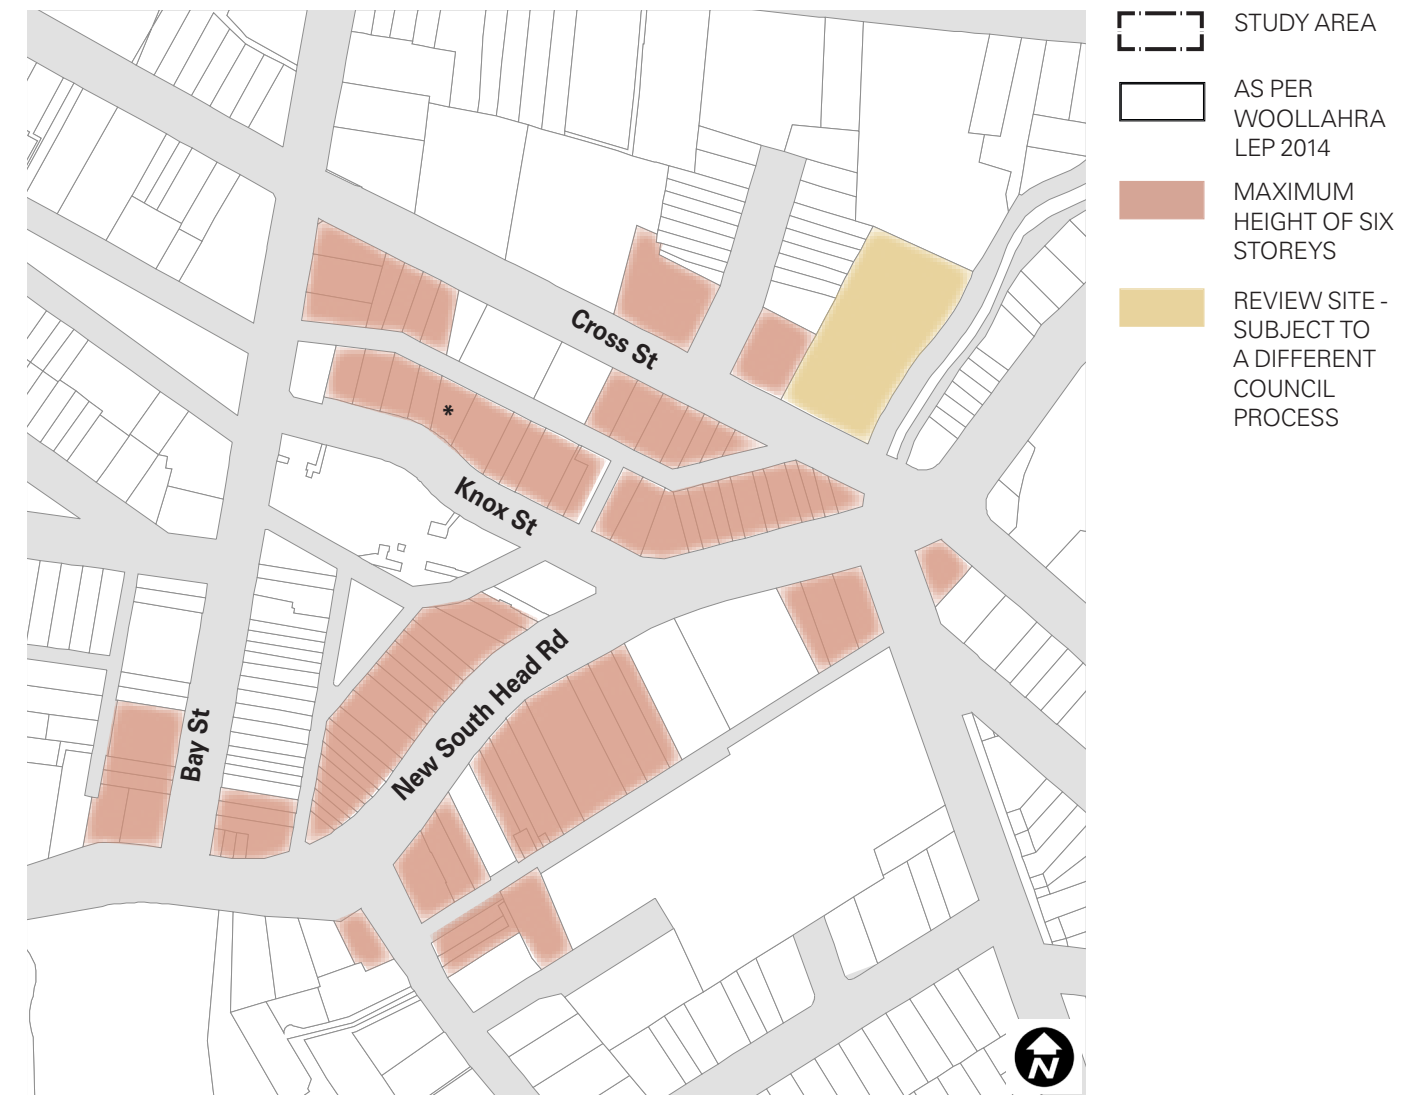 STUDY AREA
AS PER
WOOLLAHRA
LEP 2014
MAXIMUM
HEIGHT OF SIX
STOREYS
REVIEW SITE -
SUBJECT TO
A DIFFERENT
COUNCIL
PROCESS
Cross St
*
Knox St
New South Head Rd
Bay St
N